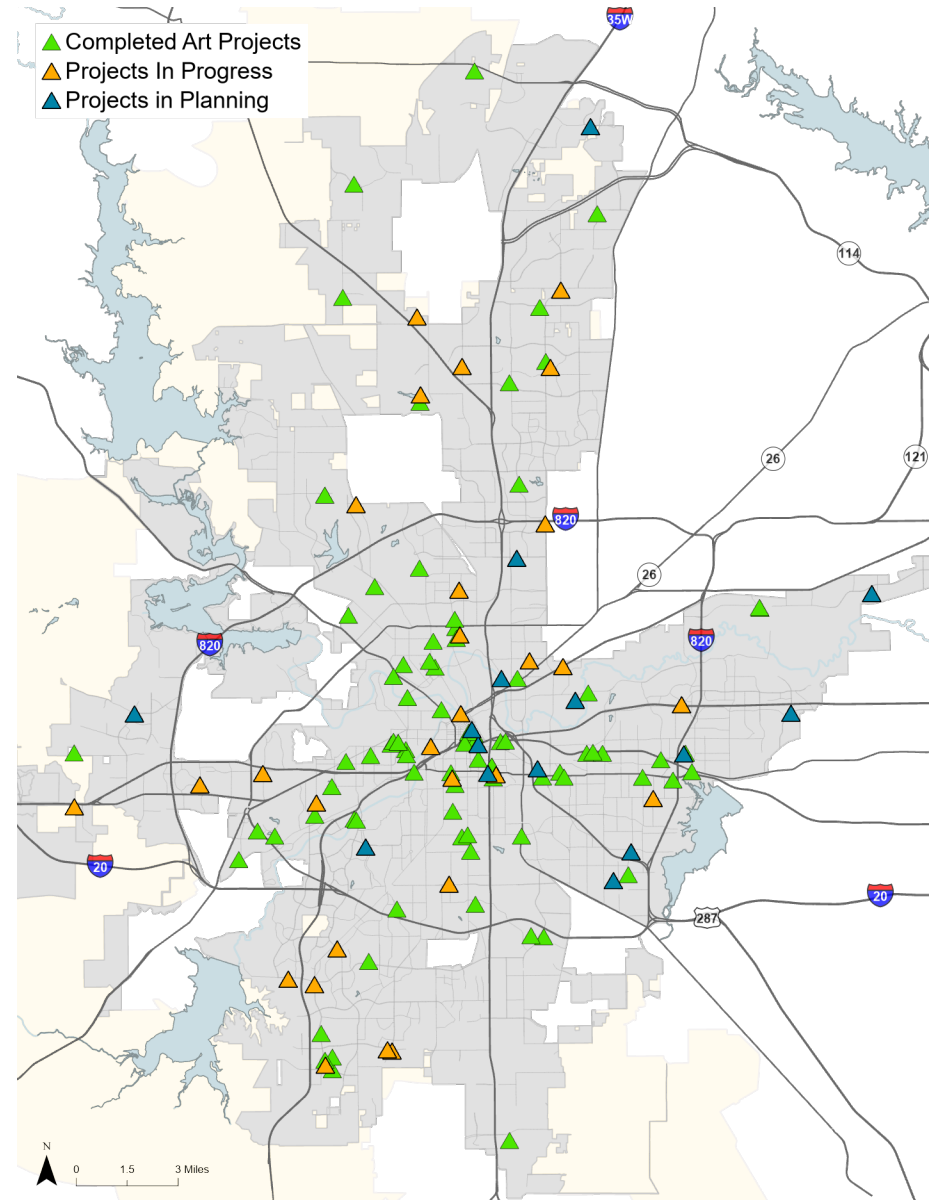 35W
Completed Art Projects
Projects In Progress
Projects in Planning
114
26
121
820
26
820
820
20
20
287
N
0 1.5 3 Miles